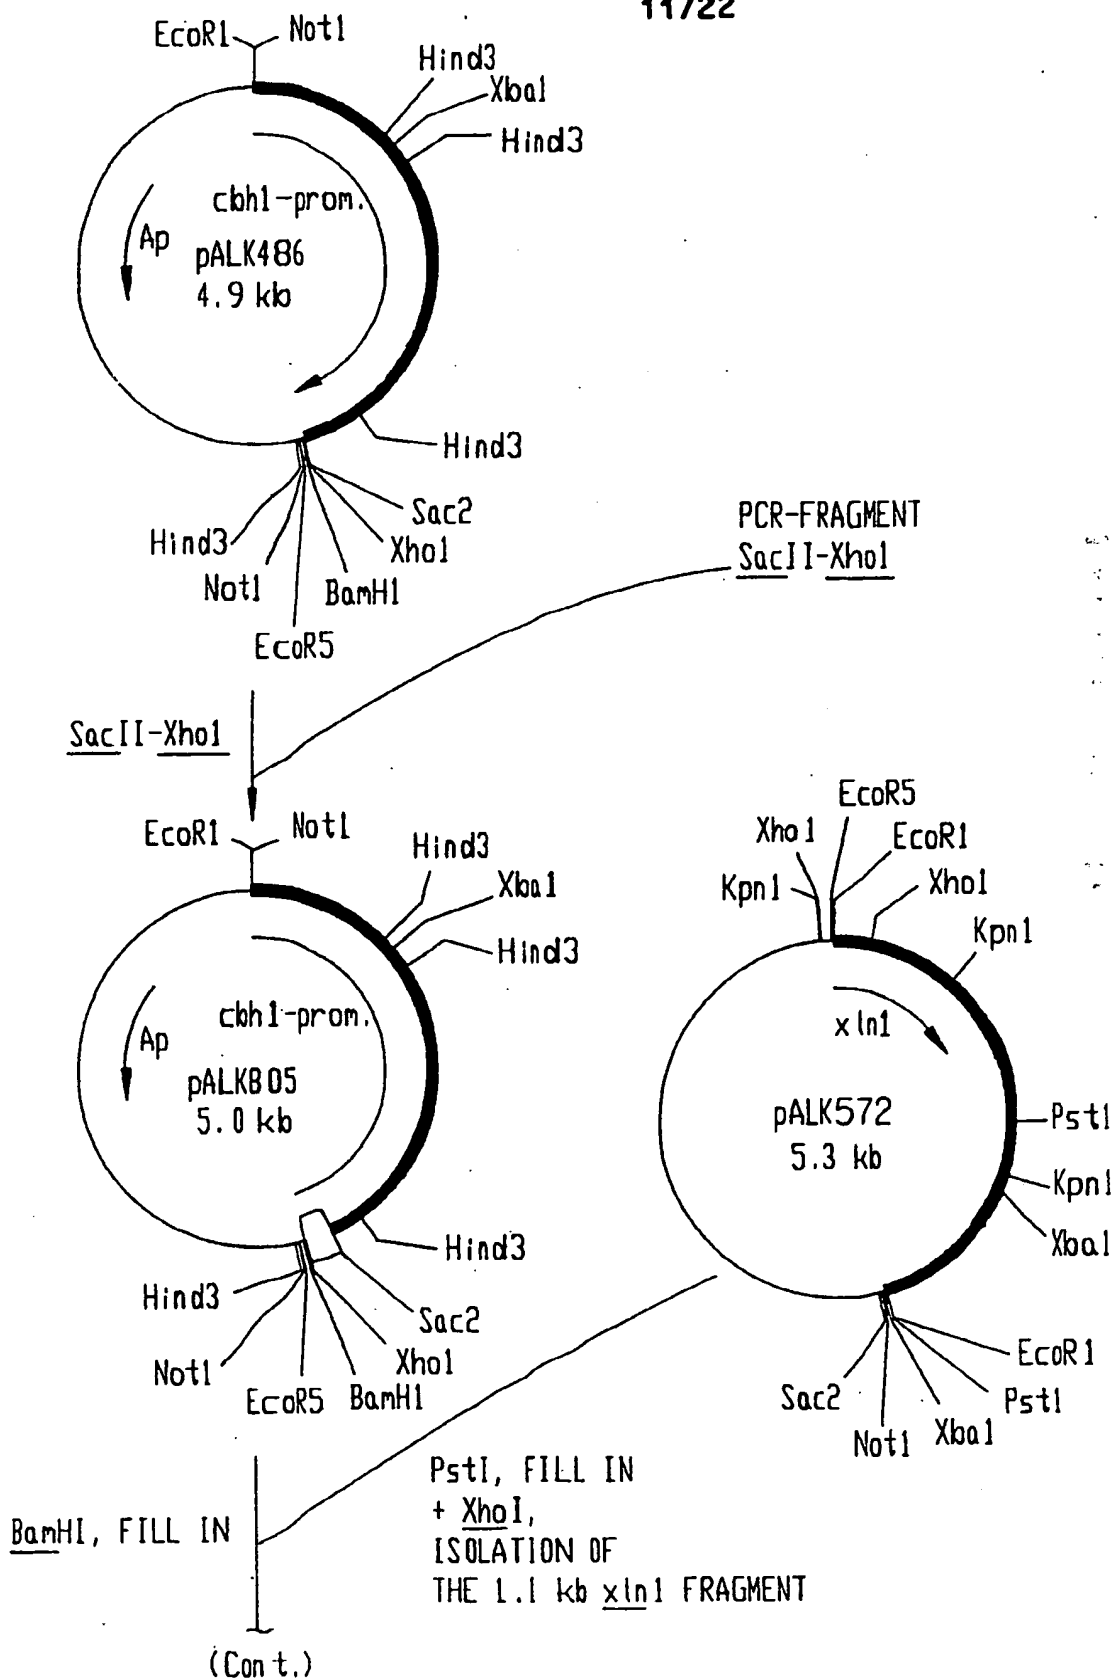 11/22
EcoR1
Not1
Hind3
Xba1
Hind3
cbh1-prom.
Ap
pALK486
4.9 kb
Hind3
Sac2
Xho1
BamH1
EcoR5
Not1
Hind3
PCR-FRAGMENT
SacII-Xho1
SacII-Xho1
EcoR1
Not1
Hind3
Xba1
Hind3
cbh1-prom.
Ap
pALK805
5.0 kb
Hind3
Sac2
Xho1
BamH1
EcoR5
Not1
Hind3
EcoR5
Xho1
EcoR1
Kpn1
Xho1
Kpn1
xln1
pALK572
5.3 kb
Pst1
Kpn1
Xba1
EcoR1
Pst1
Xba1
Not1
Sac2
BamHI, FILL IN
PstI, FILL IN
+ XhoI,
ISOLATION OF
THE 1.1 kb xln1 FRAGMENT
(Cont.)